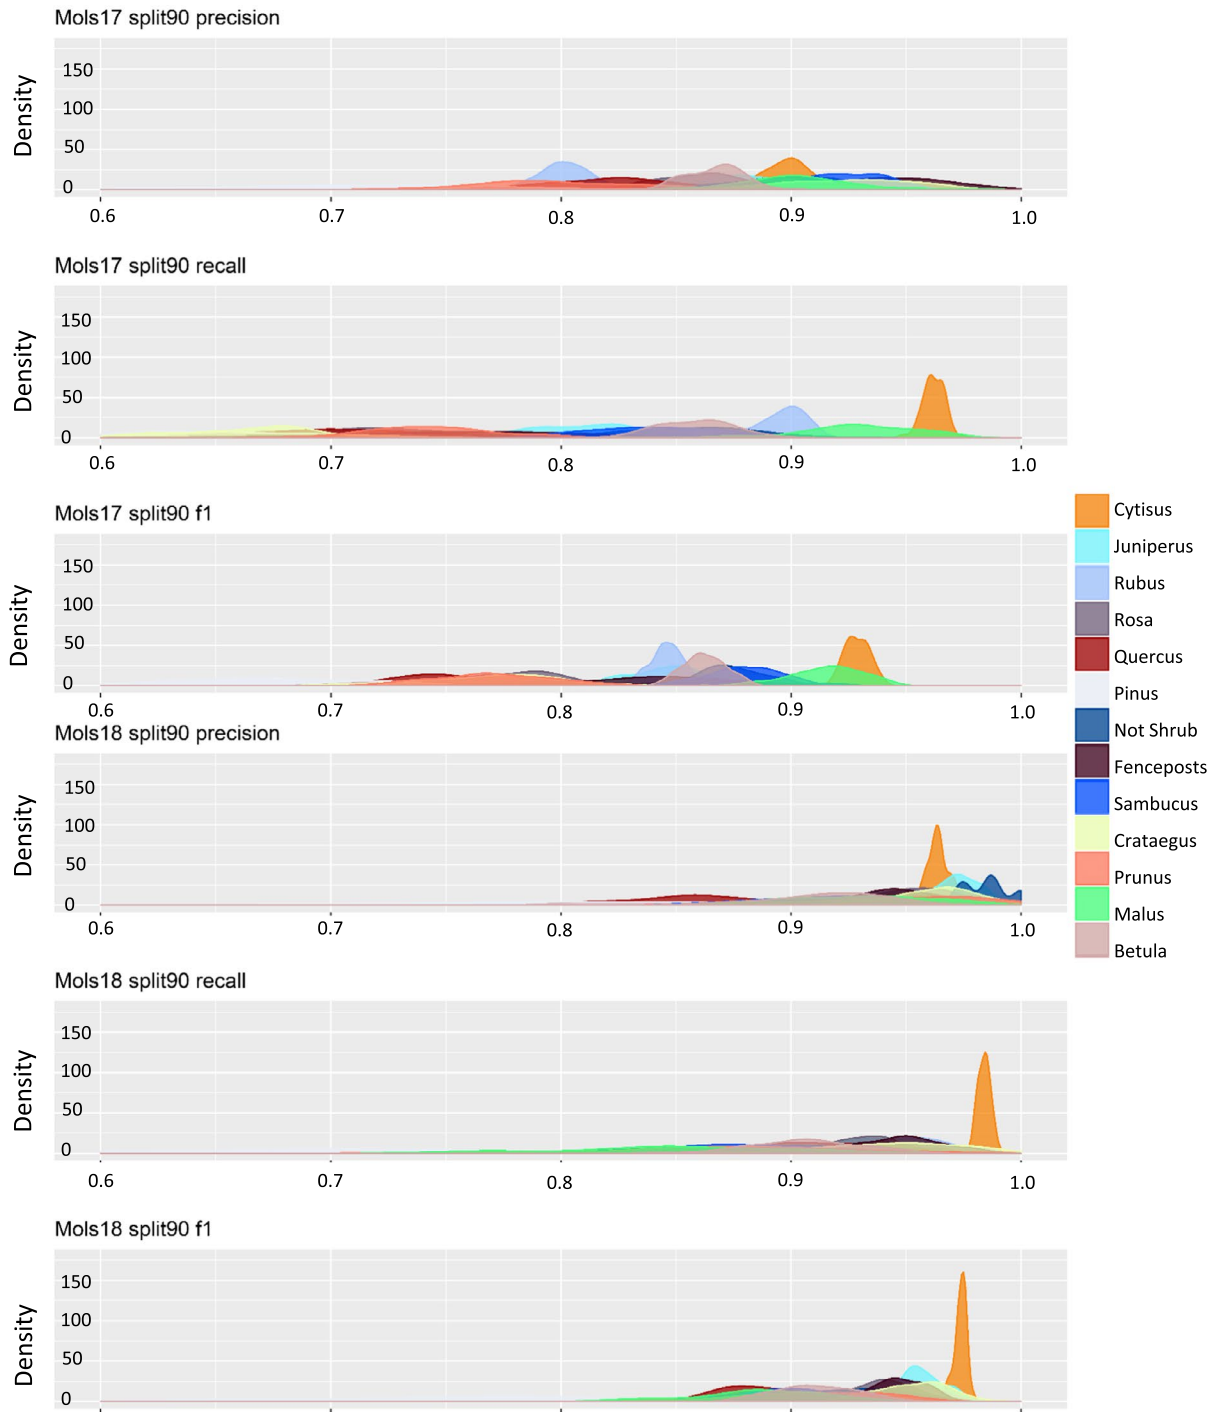 Mols17 split90 precision
Density
150
100
50
0
0.6 0.7 0.8 0.9 1.0
Mols17 split90 recall
Density
150
100
50
0
0.6 0.7 0.8 0.9 1.0
Mols17 split90 f1
Density
150
100
50
0
0.6 0.7 0.8 0.9 1.0
Mols18 split90 precision
Density
150
100
50
0
0.6 0.7 0.8 0.9 1.0
Mols18 split90 recall
Density
150
100
50
0
0.6 0.7 0.8 0.9 1.0
Mols18 split90 f1
Density
150
100
50
0
Cytisus
Juniperus
Rubus
Rosa
Quercus
Pinus
Not Shrub
Fenceposts
Sambucus
Crataegus
Prunus
Malus
Betula